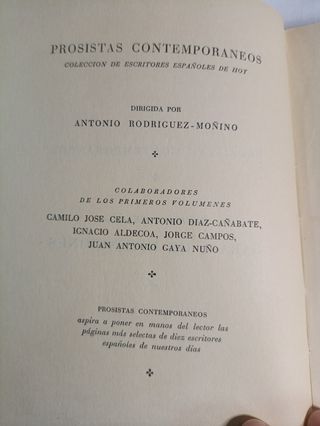 PROSISTAS CONTEMPORANEOS
COLECCION DE ESCRITORES ESPAÑOLES DE HOY
DIRIGIDA POR
ANTONIO RODRIGUEZ-MOÑINO
COLABORADORES
DE LOS PRIMEROS VOLUMENES
CAMILO JOSE CELA, ANTONIO DIAZ-CAÑABATE,
IGNACIO ALDECOA, JORGE CAMPOS,
JUAN ANTONIO GAYA NUÑO
PROSISTAS CONTEMPORANEOS
aspira a poner en manos del lector las
páginas más selectas de diez escritores
españoles de nuestros días